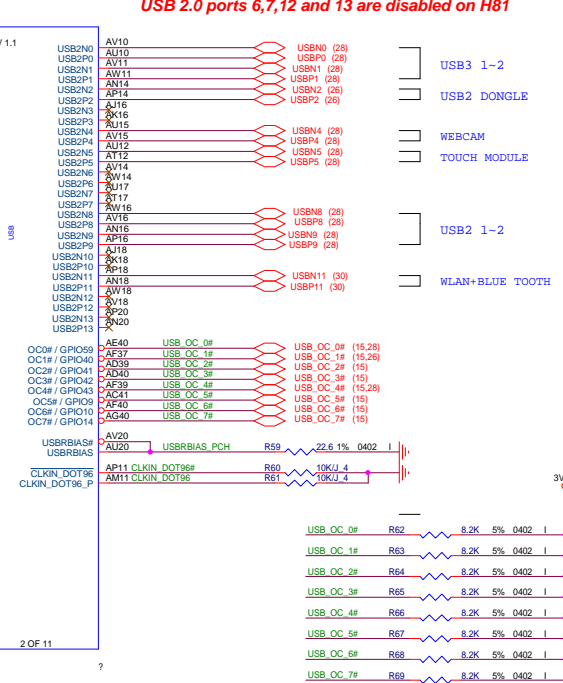 USB 2.0 ports 6,7,12 and 13 are disabled on H81
/ 1.1
USB2N0 AV10 USBN0 (28)
USB2P0 AU10 USBP0 (28)
USB2N1 AV11 USBN1 (28) USB3 1~2
USB2P1 AW11 USBP1 (28)
USB2N2 AN14 USBN2 (26) USB2 DONGLE
USB2P2 AP14 USBP2 (26)
USB2N3 AJ16
USB2P3 AK16
USB2N4 AU15 USBN4 (28) WEBCAM
USB2P4 AV15 USBP4 (28)
USB2N5 AU12 USBN5 (28) TOUCH MODULE
USB2P5 AT12 USBP5 (28)
USB2N6 AV14
USB2P6 AW14
USB2N7 AU17
USB2P7 AT17
USB2N8 AW16 USBN8 (28)
USB2P8 AV16 USBP8 (28) USB2 1~2
USB2N9 AN16 USBN9 (28)
USB2P9 AP16 USBP9 (28)
USB2N10 AJ18
USB2P10 AK18
USB2N11 AP18 USBN11 (30) WLAN+BLUE TOOTH
USB2P11 AN18 USBP11 (30)
USB2N12 AW18
USB2P12 AV18
USB2N13 AP20
USB2P13 AN20
USB
OC0# / GPIO59 AE40 USB_OC_0# USB_OC_0# (15,28)
OC1# / GPIO40 AF37 USB_OC_1# USB_OC_1# (15,26)
OC2# / GPIO41 AD39 USB_OC_2# USB_OC_2# (15)
OC3# / GPIO42 AD40 USB_OC_3# USB_OC_3# (15)
OC4# / GPIO43 AF39 USB_OC_4# USB_OC_4# (15,28)
OC5# / GPIO9 AC41 USB_OC_5# USB_OC_5# (15)
OC6# / GPIO10 AF40 USB_OC_6# USB_OC_6# (15)
OC7# / GPIO14 AG40 USB_OC_7# USB_OC_7# (15)
USBRBIAS# AV20
USBRBIAS AU20 USBRBIAS_PCH R59 22.6 1% 0402 I
CLKIN_DOT96 AP11 CLKIN_DOT96# R60 10K/J_4
CLKIN_DOT96_P AM11 CLKIN_DOT96 R61 10K/J_4
3V
USB_OC_0# R62 8.2K 5% 0402 I
USB_OC_1# R63 8.2K 5% 0402 I
USB_OC_2# R64 8.2K 5% 0402 I
USB_OC_3# R65 8.2K 5% 0402 I
USB_OC_4# R66 8.2K 5% 0402 I
USB_OC_5# R67 8.2K 5% 0402 I
USB_OC_6# R68 8.2K 5% 0402 I
USB_OC_7# R69 8.2K 5% 0402 I
2 OF 11
?